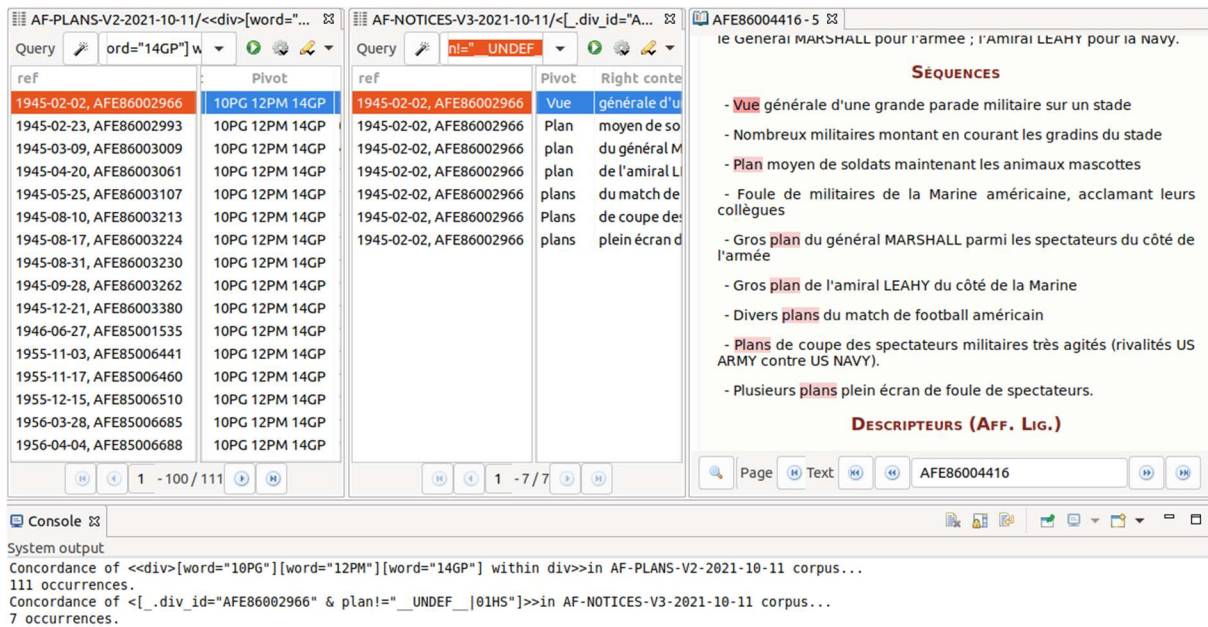 AF-PLANS-V2-2021-10-11/<<div>[word="...
Query ord="14GP"] w
ref Pivot
1945-02-02, AFE86002966 10PG 12PM 14GP
1945-02-23, AFE86002993 10PG 12PM 14GP
1945-03-09, AFE86003009 10PG 12PM 14GP
1945-04-20, AFE86003061 10PG 12PM 14GP
1945-05-25, AFE86003107 10PG 12PM 14GP
1945-08-10, AFE86003213 10PG 12PM 14GP
1945-08-17, AFE86003224 10PG 12PM 14GP
1945-08-31, AFE86003230 10PG 12PM 14GP
1945-09-28, AFE86003262 10PG 12PM 14GP
1945-12-21, AFE86003380 10PG 12PM 14GP
1946-06-27, AFE85001535 10PG 12PM 14GP
1955-11-03, AFE85006441 10PG 12PM 14GP
1955-11-17, AFE85006460 10PG 12PM 14GP
1955-12-15, AFE85006510 10PG 12PM 14GP
1956-03-28, AFE85006685 10PG 12PM 14GP
1956-04-04, AFE85006688 10PG 12PM 14GP
1 - 100 / 111
AF-NOTICES-V3-2021-10-11/<[_.div_id="A...
Query n!="__UNDEF
ref Pivot Right conte
1945-02-02, AFE86002966 Vue générale d'u
1945-02-02, AFE86002966 Plan moyen de so
1945-02-02, AFE86002966 plan du général M
1945-02-02, AFE86002966 plan de l'amiral L
1945-02-02, AFE86002966 plans du match de
1945-02-02, AFE86002966 Plans de coupe des
1945-02-02, AFE86002966 plans plein écran d
1 - 7 / 7
AFE86004416 - 5
le Général MARSHALL pour l'armée ; l'Amiral LEAHY pour la Navy.
SÉQUENCES
- Vue générale d'une grande parade militaire sur un stade
- Nombreux militaires montant en courant les gradins du stade
- Plan moyen de soldats maintenant les animaux mascottes
- Foule de militaires de la Marine américaine, acclamant leurs
collègues
- Gros plan du général MARSHALL parmi les spectateurs du côté de
l'armée
- Gros plan de l'amiral LEAHY du côté de la Marine
- Divers plans du match de football américain
- Plans de coupe des spectateurs militaires très agités (rivalités US
ARMY contre US NAVY).
- Plusieurs plans plein écran de foule de spectateurs.
DESCRIPTEURS (AFF. LIG.)
Page Text AFE86004416
Console
System output
Concordance of <<div>[word="10PG"][word="12PM"][word="14GP"] within div>>in AF-PLANS-V2-2021-10-11 corpus...
111 occurrences.
Concordance of <[_.div_id="AFE86002966" & plan!="__UNDEF__|01HS"]>>in AF-NOTICES-V3-2021-10-11 corpus...
7 occurrences.